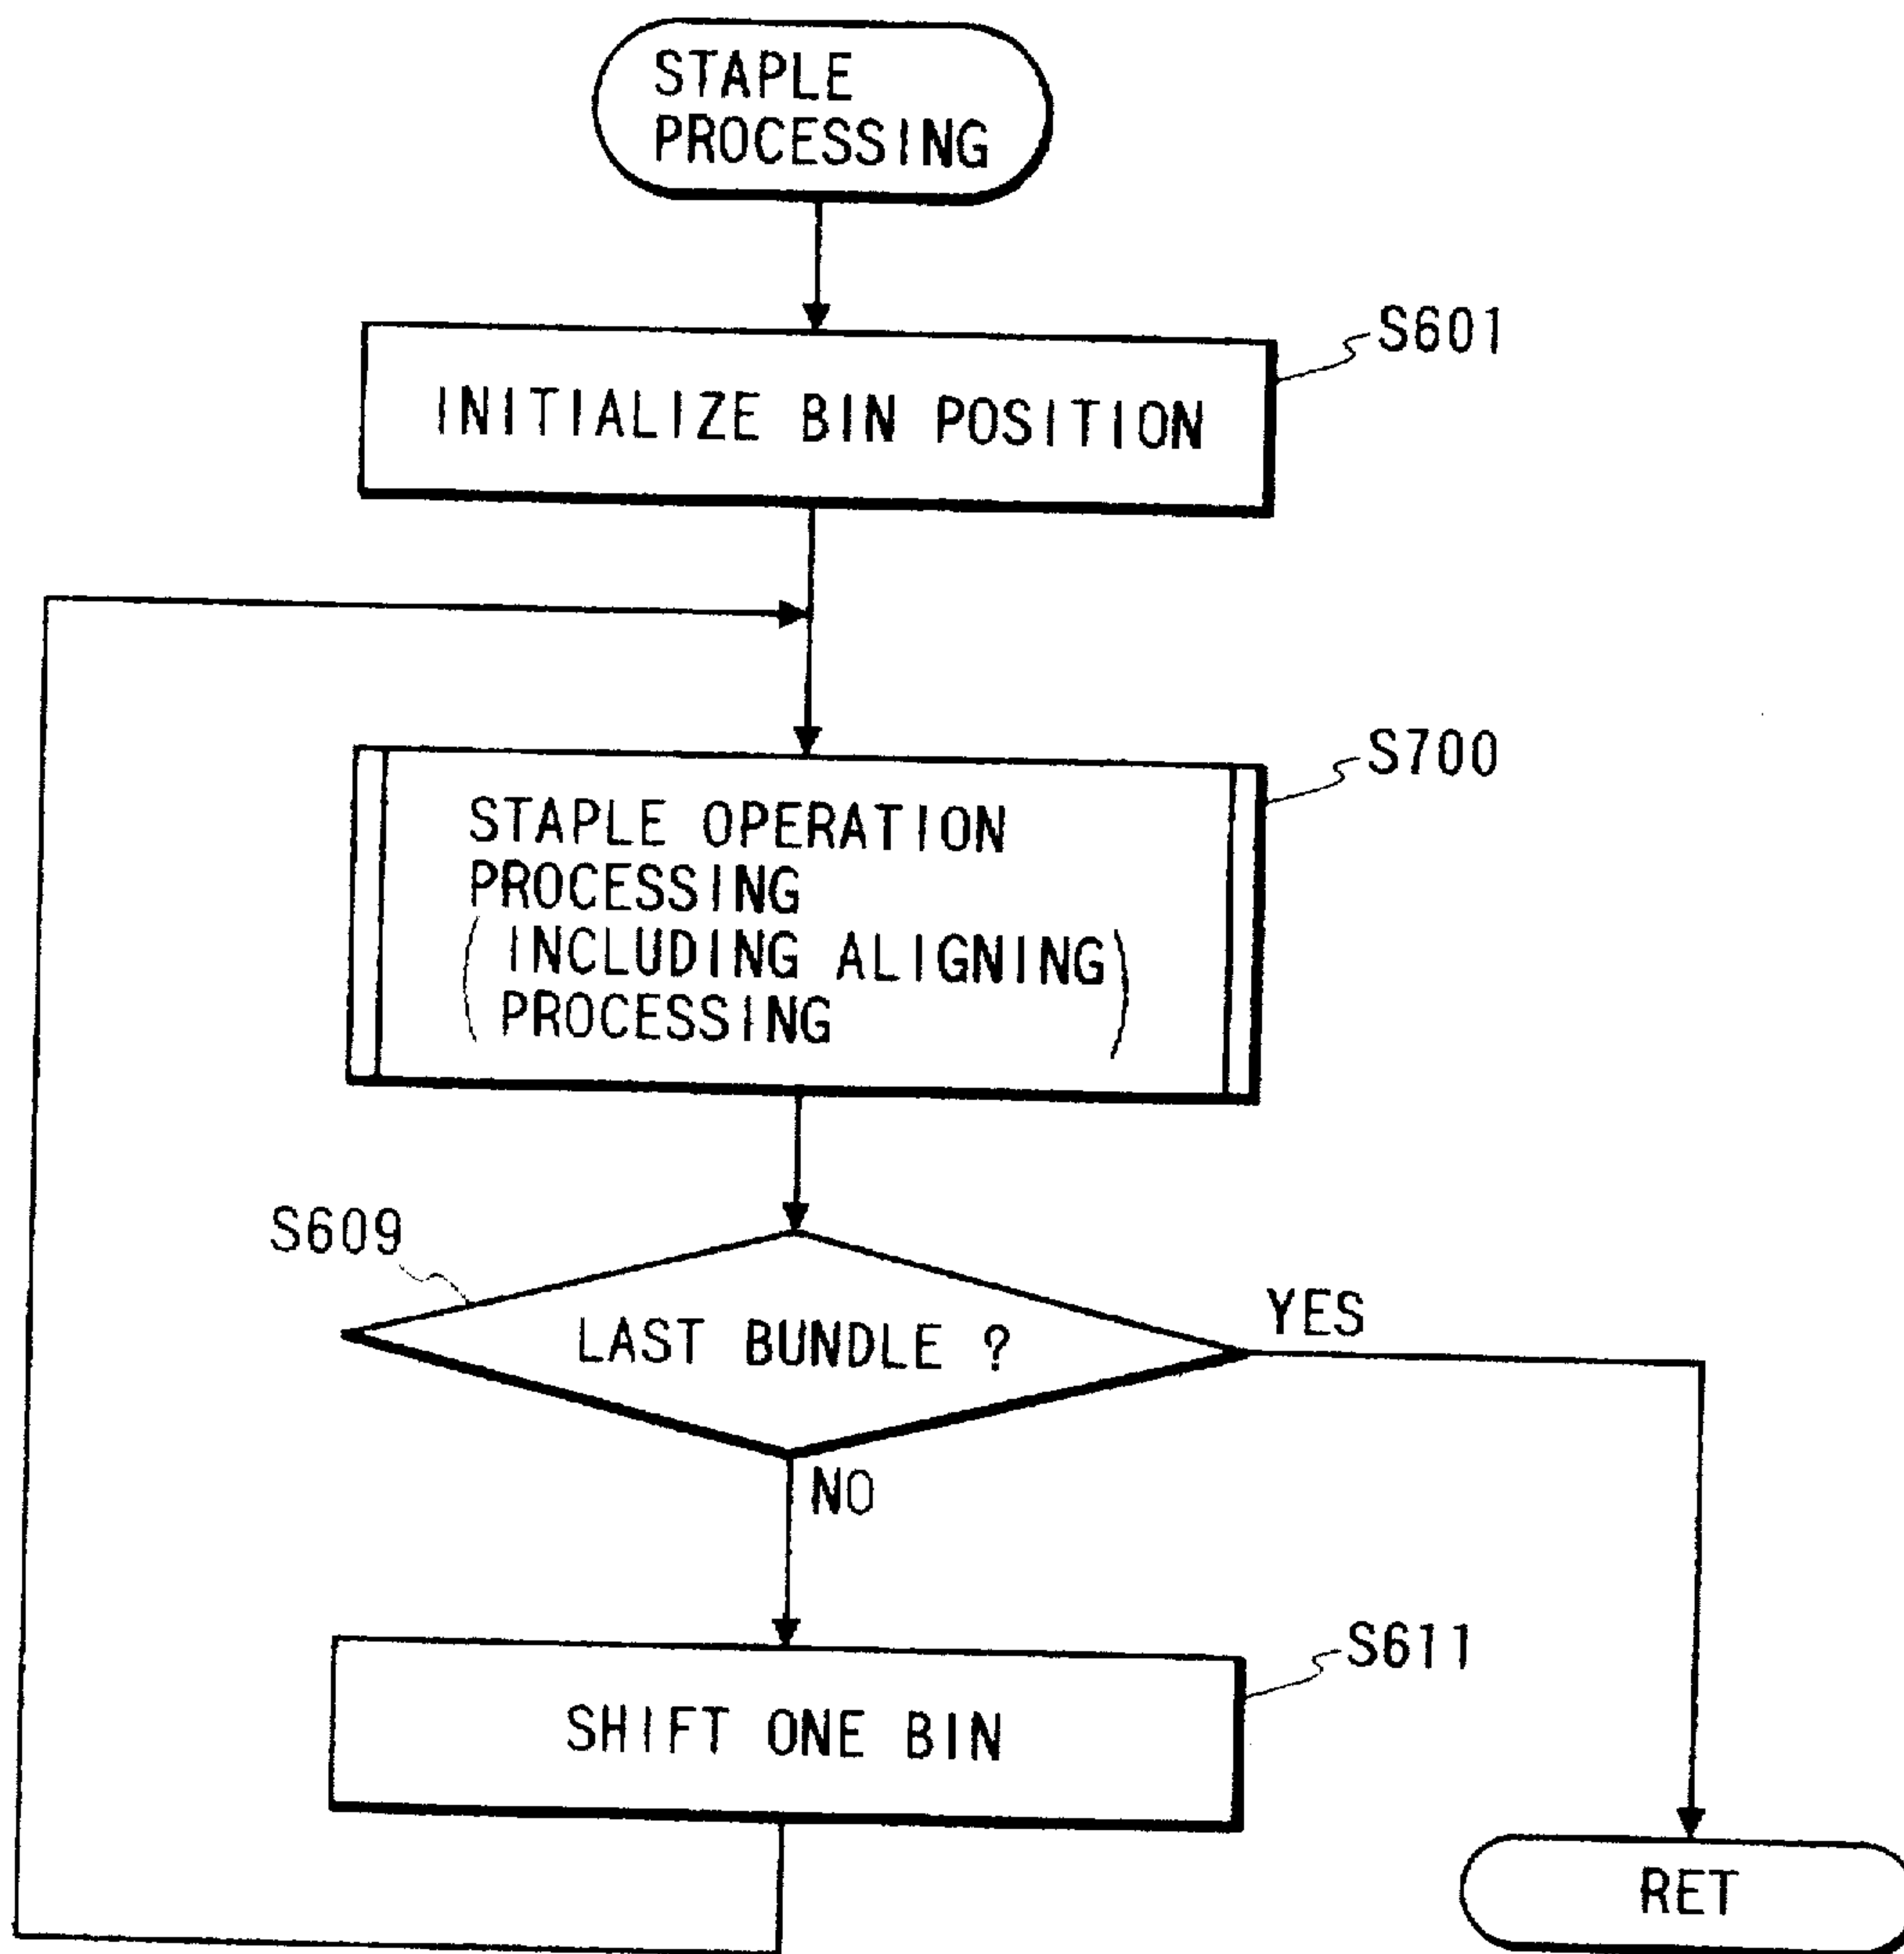 STAPLE
PROCESSING
S601
INITIALIZE BIN POSITION
S700
STAPLE OPERATION
PROCESSING
( INCLUDING ALIGNING )
PROCESSING
S609
LAST BUNDLE ?
YES
NO
S611
SHIFT ONE BIN
RET